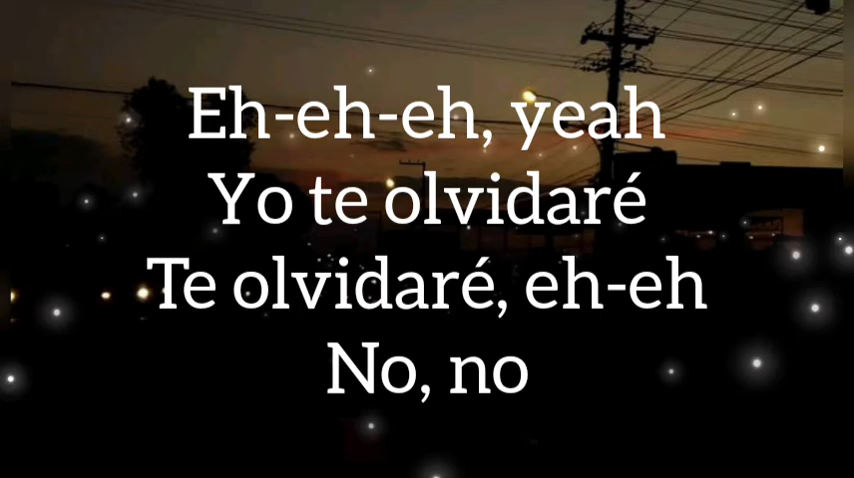 Eh-eh-eh, yeah
Yo te olvidaré
Te olvidaré, eh-eh
No, no